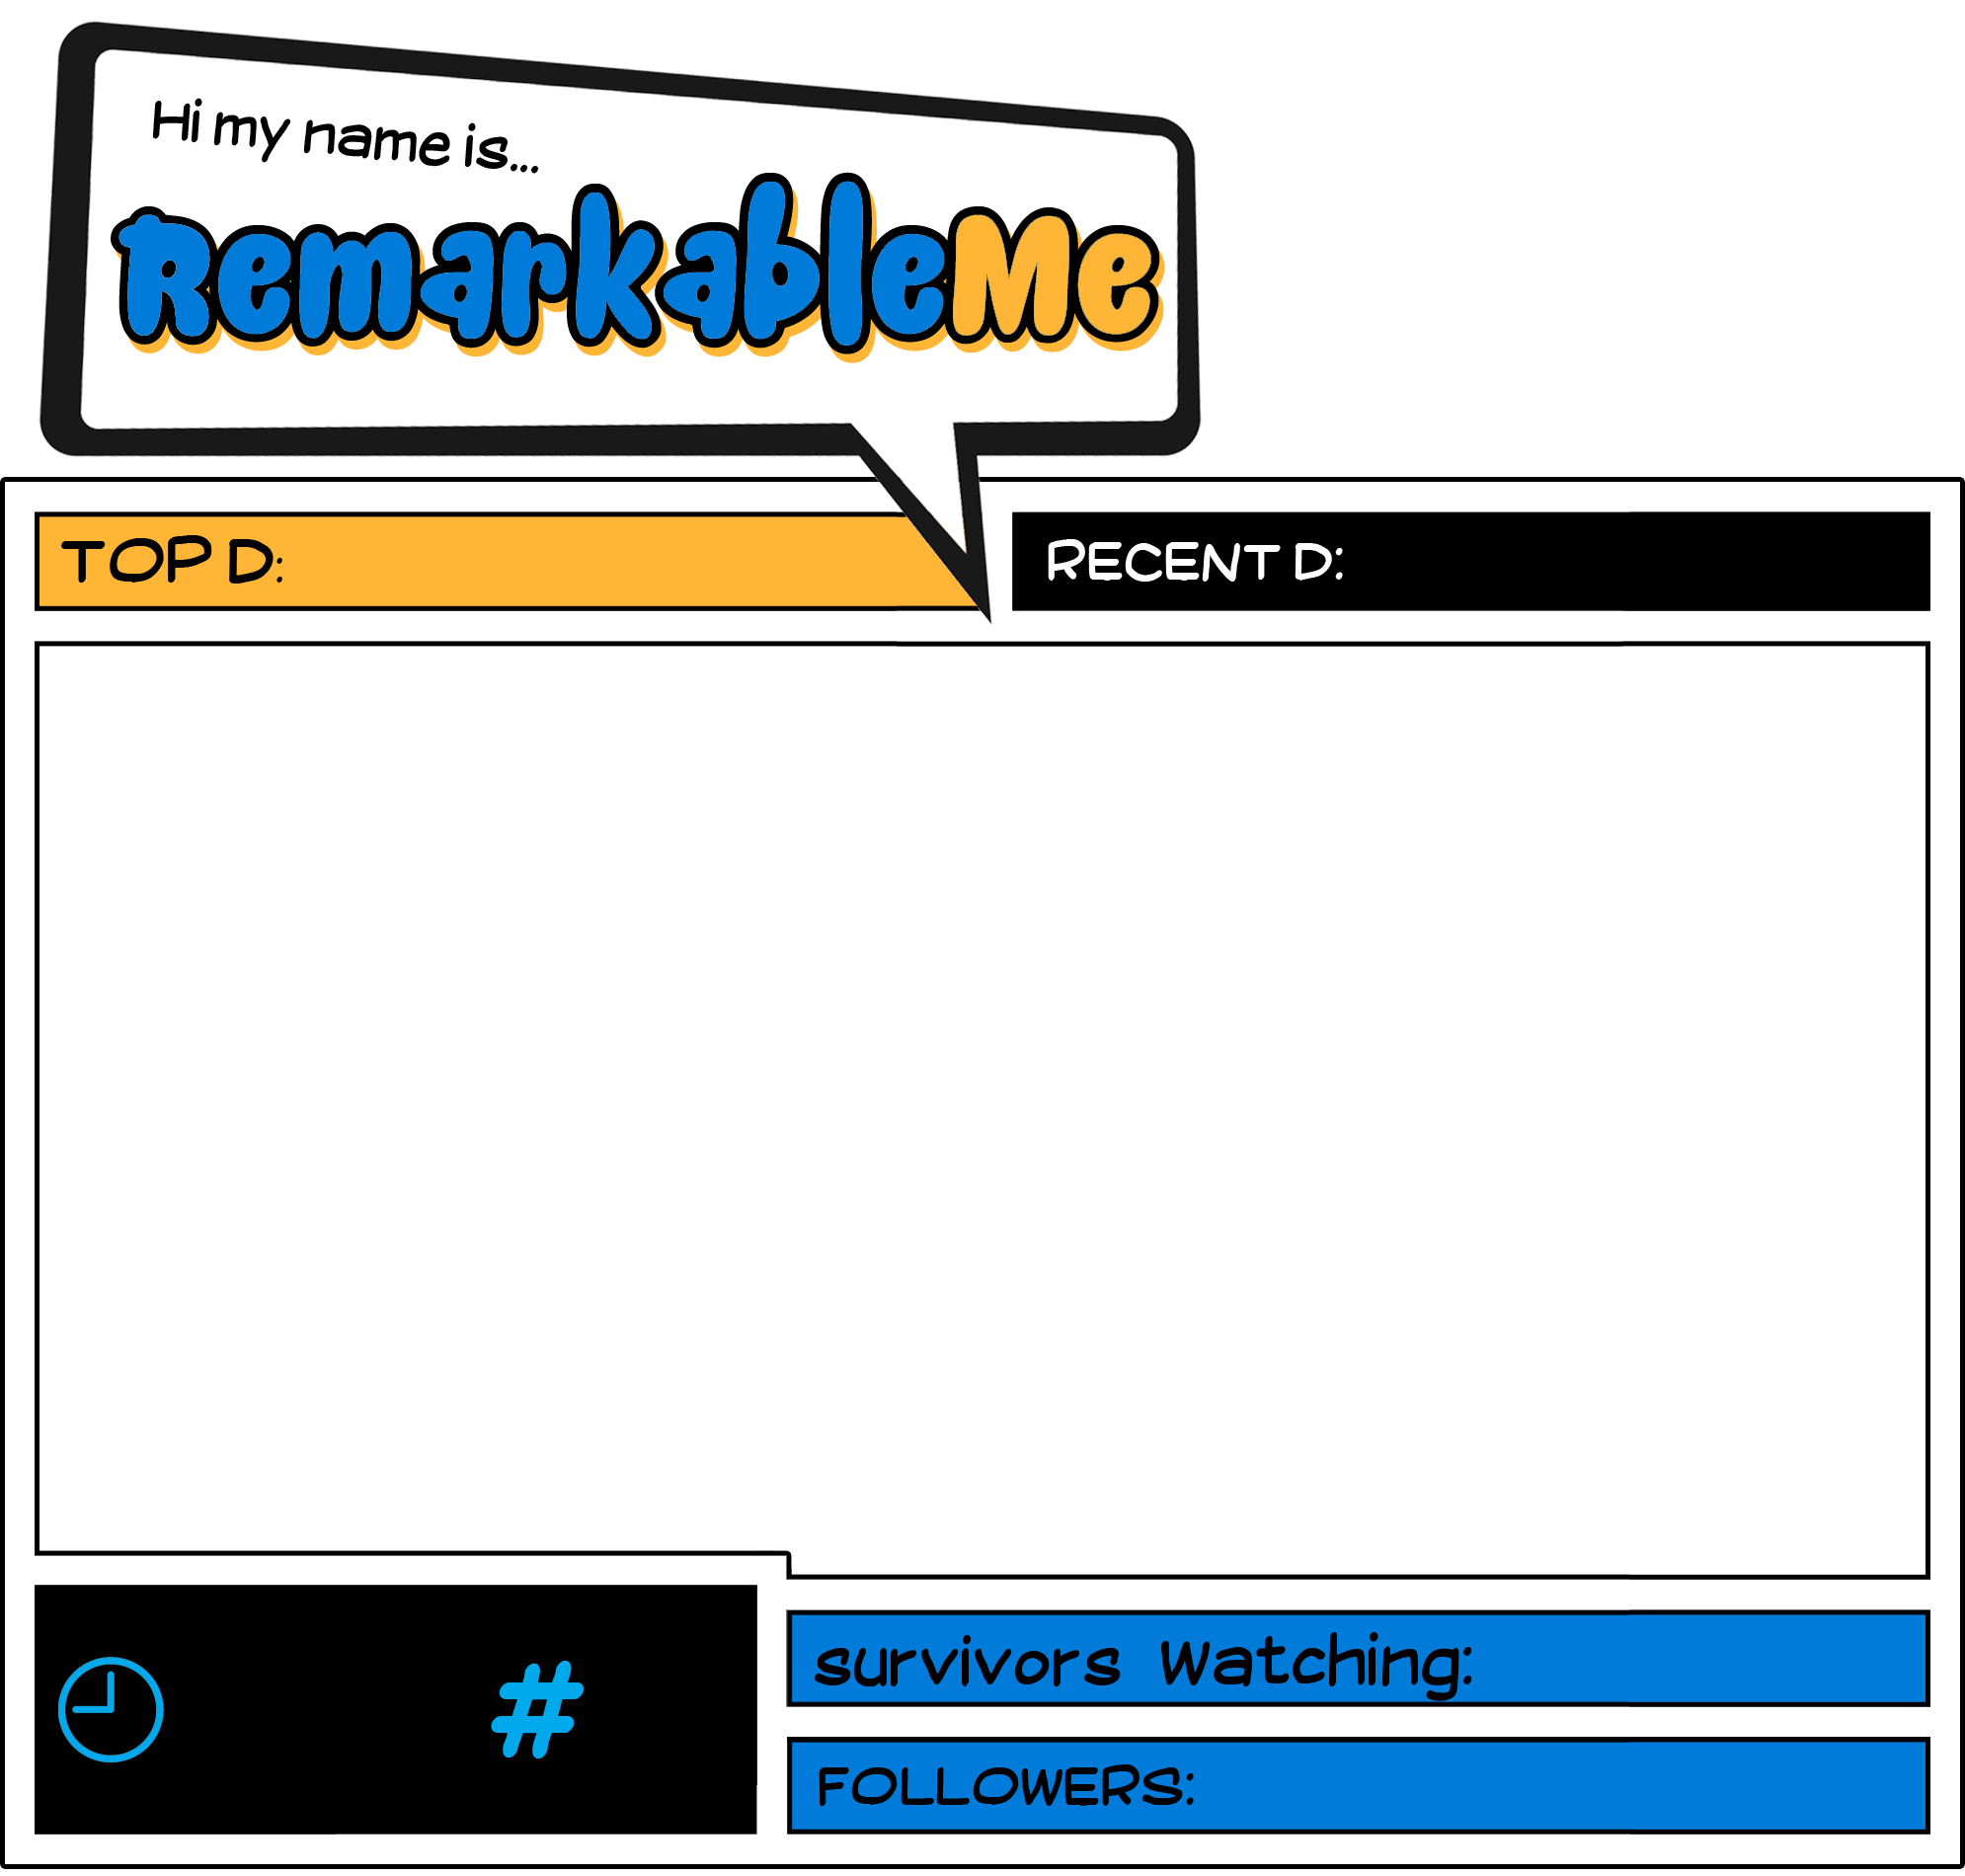 Hi my name is...
RemarkableMe
TOP D:
RECENT D:
#
survivors Watching:
FOLLOWERS: